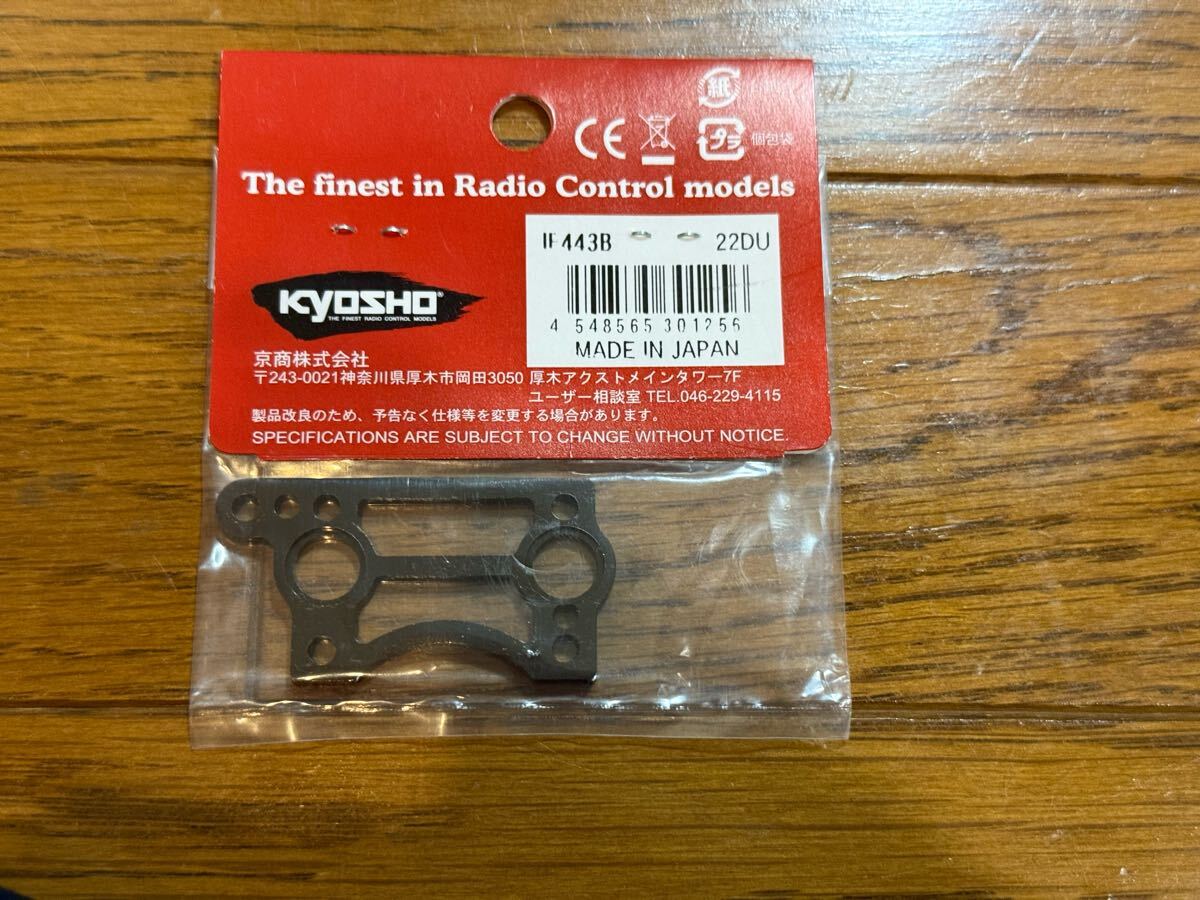 紙
プラ 個包袋
The finest in Radio Control models
IF443B 22DU
4 548565 301256
MADE IN JAPAN
KYOSHO®
THE FINEST RADIO CONTROL MODELS
京商株式会社
〒243-0021神奈川県厚木市岡田3050 厚木アクストメインタワー7F
ユーザー相談室 TEL.046-229-4115
製品改良のため、予告なく仕様等を変更する場合があります。
SPECIFICATIONS ARE SUBJECT TO CHANGE WITHOUT NOTICE.